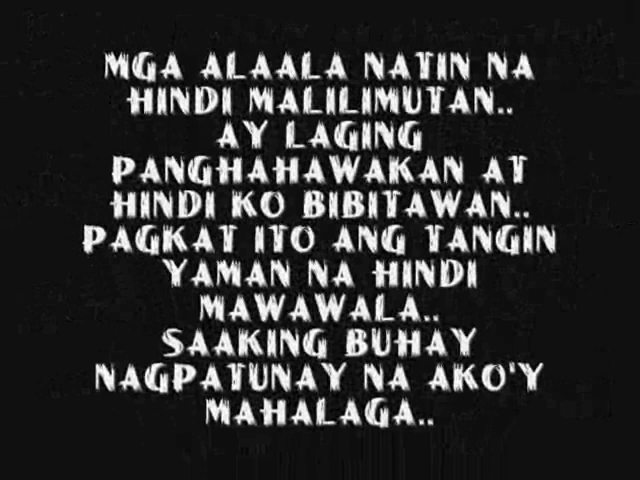 MGA ALAALA NATIN NA
HINDI MALILIMUTAN..
AY LAGING
PANGHAHAWAKAN AT
HINDI KO BIBITAWAN..
PAGKAT ITO ANG TANGIN
YAMAN NA HINDI
MAWAWALA..
SAAKING BUHAY
NAGPATUNAY NA AKO'Y
MAHALAGA..